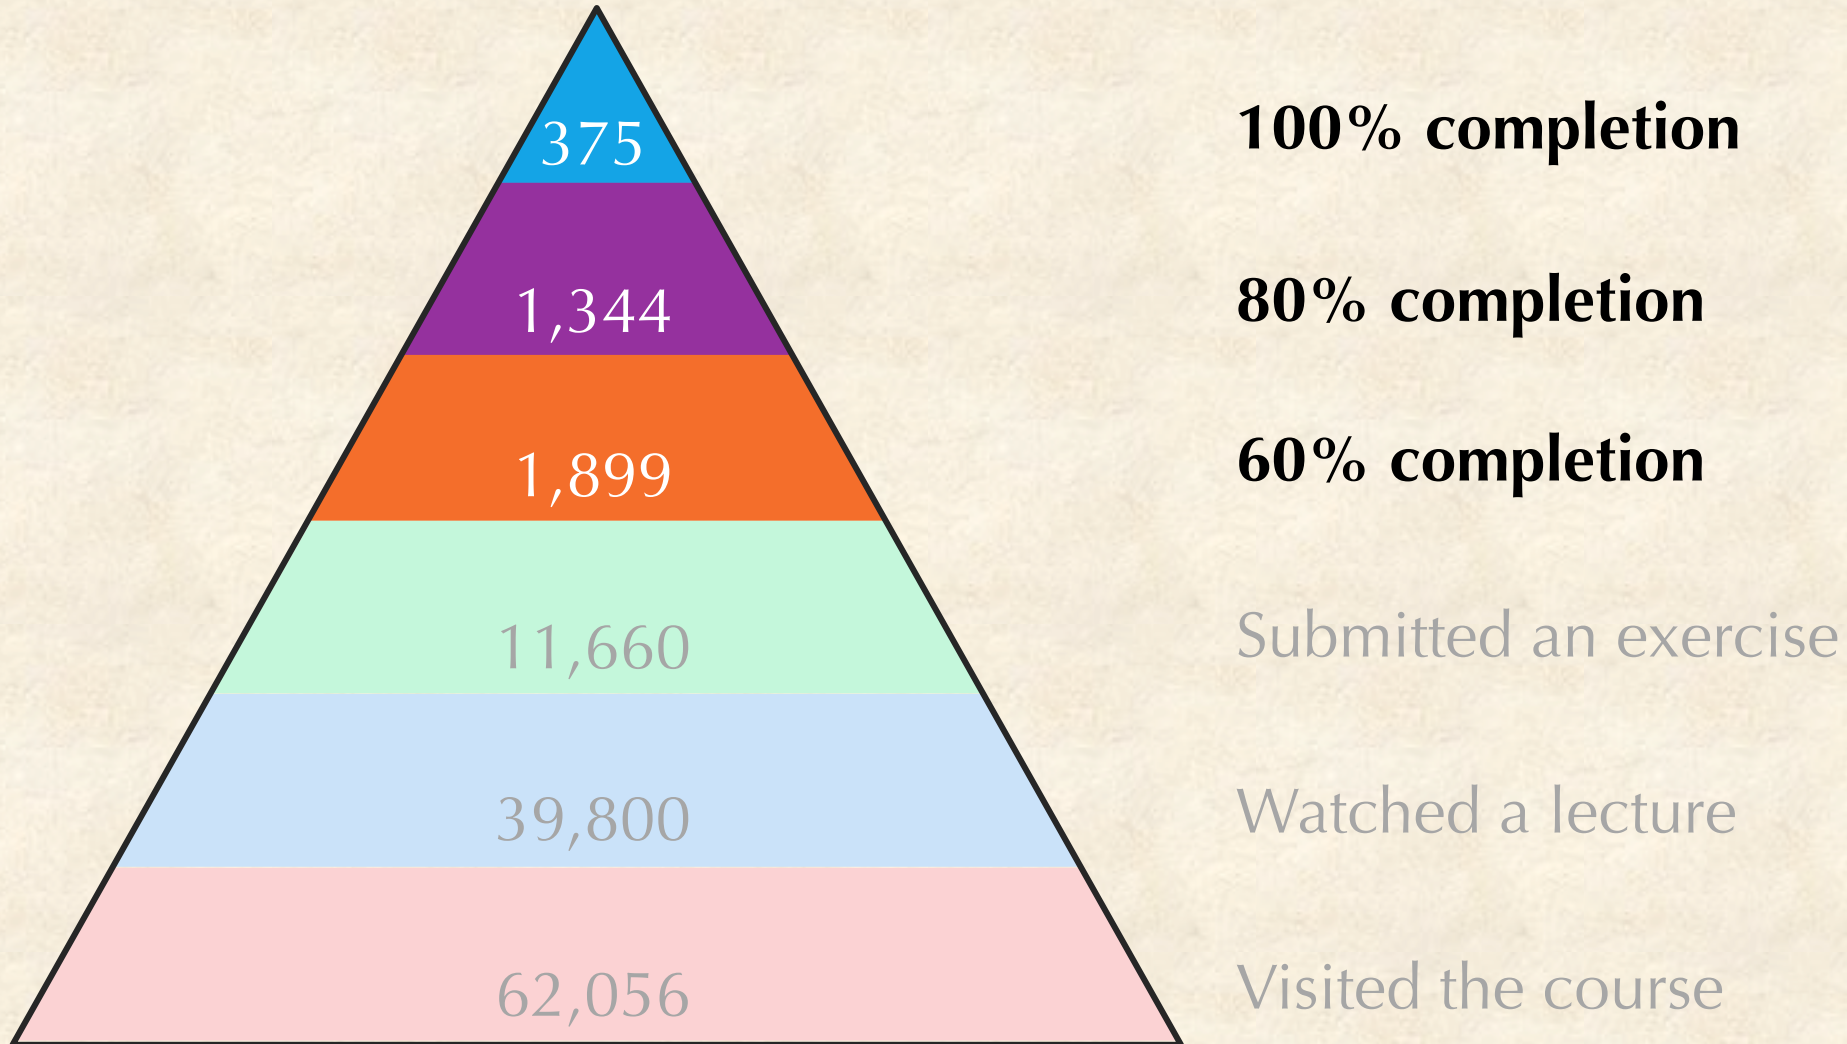 375 100% completion
1,344 80% completion
1,899 60% completion
11,660 Submitted an exercise
39,800 Watched a lecture
62,056 Visited the course